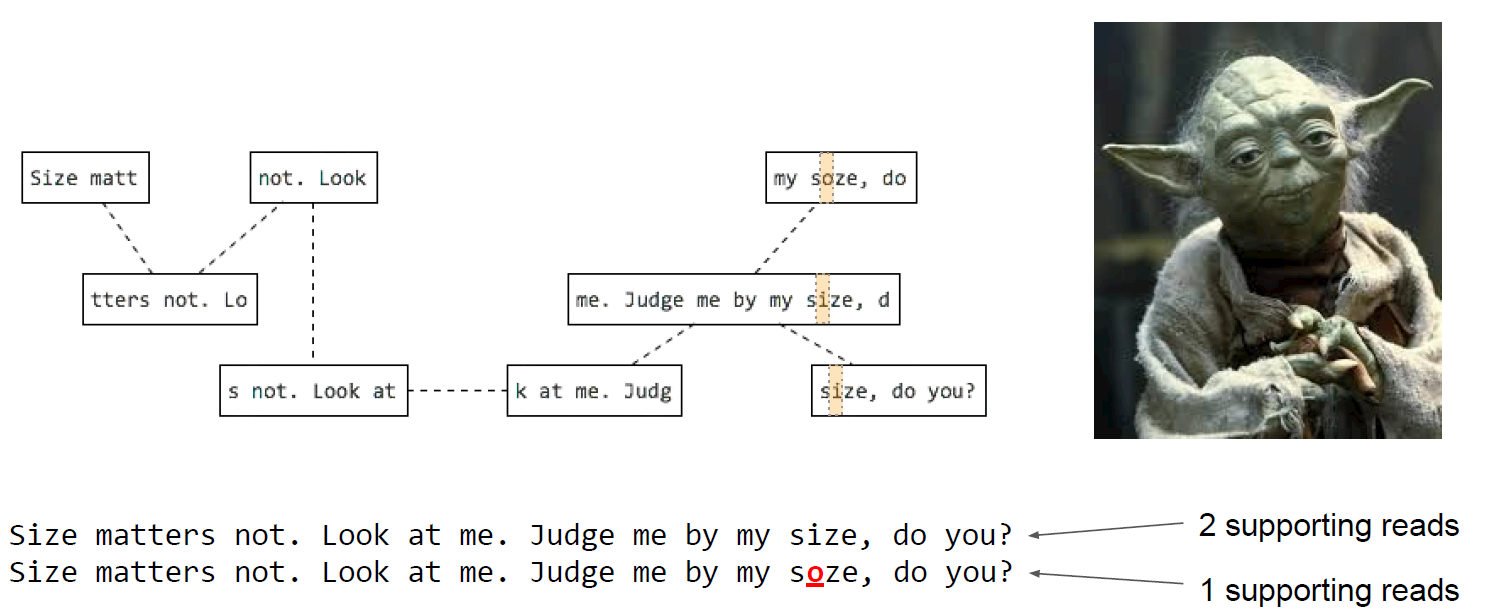 Size matt
not. Look
my soze, do
tters not. Lo
me. Judge me by my size, d
s not. Look at
k at me. Judg
size, do you?
Size matters not. Look at me. Judge me by my size, do you?
2 supporting reads
Size matters not. Look at me. Judge me by my soze, do you?
1 supporting reads